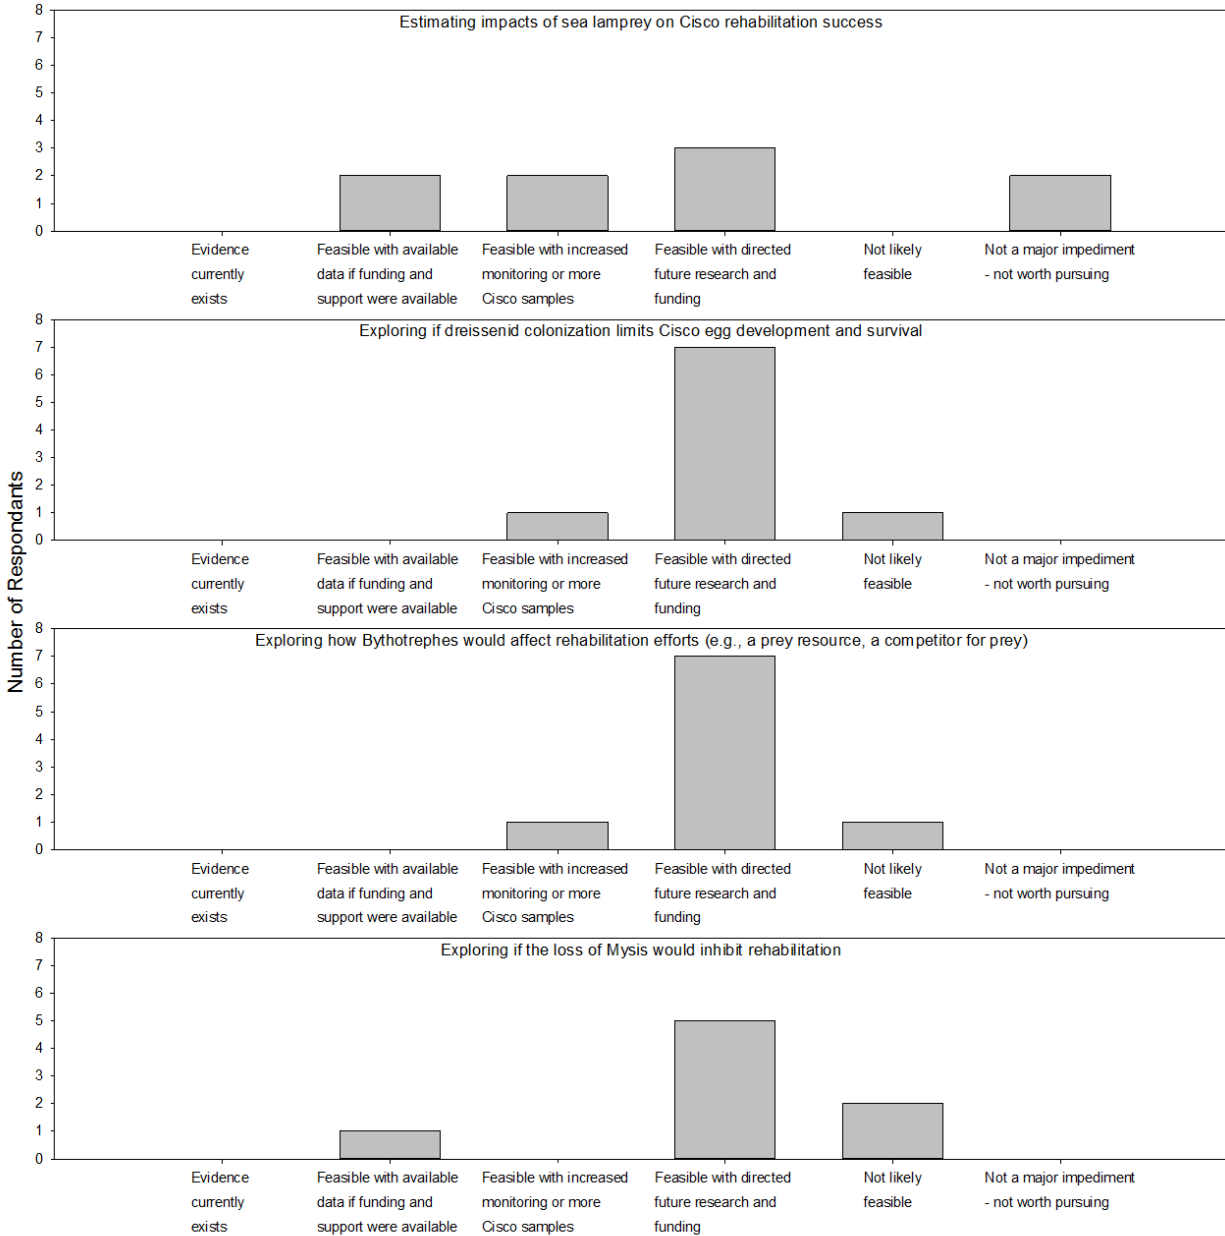 Number of Respondants
Estimating impacts of sea lamprey on Cisco rehabilitation success
8
7
6
5
4
3
2
1
0
Evidence
currently
exists
Feasible with available
data if funding and
support were available
Feasible with increased
monitoring or more
Cisco samples
Feasible with directed
future research and
funding
Not likely
feasible
Not a major impediment
- not worth pursuing
Exploring if dreissenid colonization limits Cisco egg development and survival
8
7
6
5
4
3
2
1
0
Evidence
currently
exists
Feasible with available
data if funding and
support were available
Feasible with increased
monitoring or more
Cisco samples
Feasible with directed
future research and
funding
Not likely
feasible
Not a major impediment
- not worth pursuing
Exploring how Bythotrephes would affect rehabilitation efforts (e.g., a prey resource, a competitor for prey)
8
7
6
5
4
3
2
1
0
Evidence
currently
exists
Feasible with available
data if funding and
support were available
Feasible with increased
monitoring or more
Cisco samples
Feasible with directed
future research and
funding
Not likely
feasible
Not a major impediment
- not worth pursuing
Exploring if the loss of Mysis would inhibit rehabilitation
8
7
6
5
4
3
2
1
0
Evidence
currently
exists
Feasible with available
data if funding and
support were available
Feasible with increased
monitoring or more
Cisco samples
Feasible with directed
future research and
funding
Not likely
feasible
Not a major impediment
- not worth pursuing